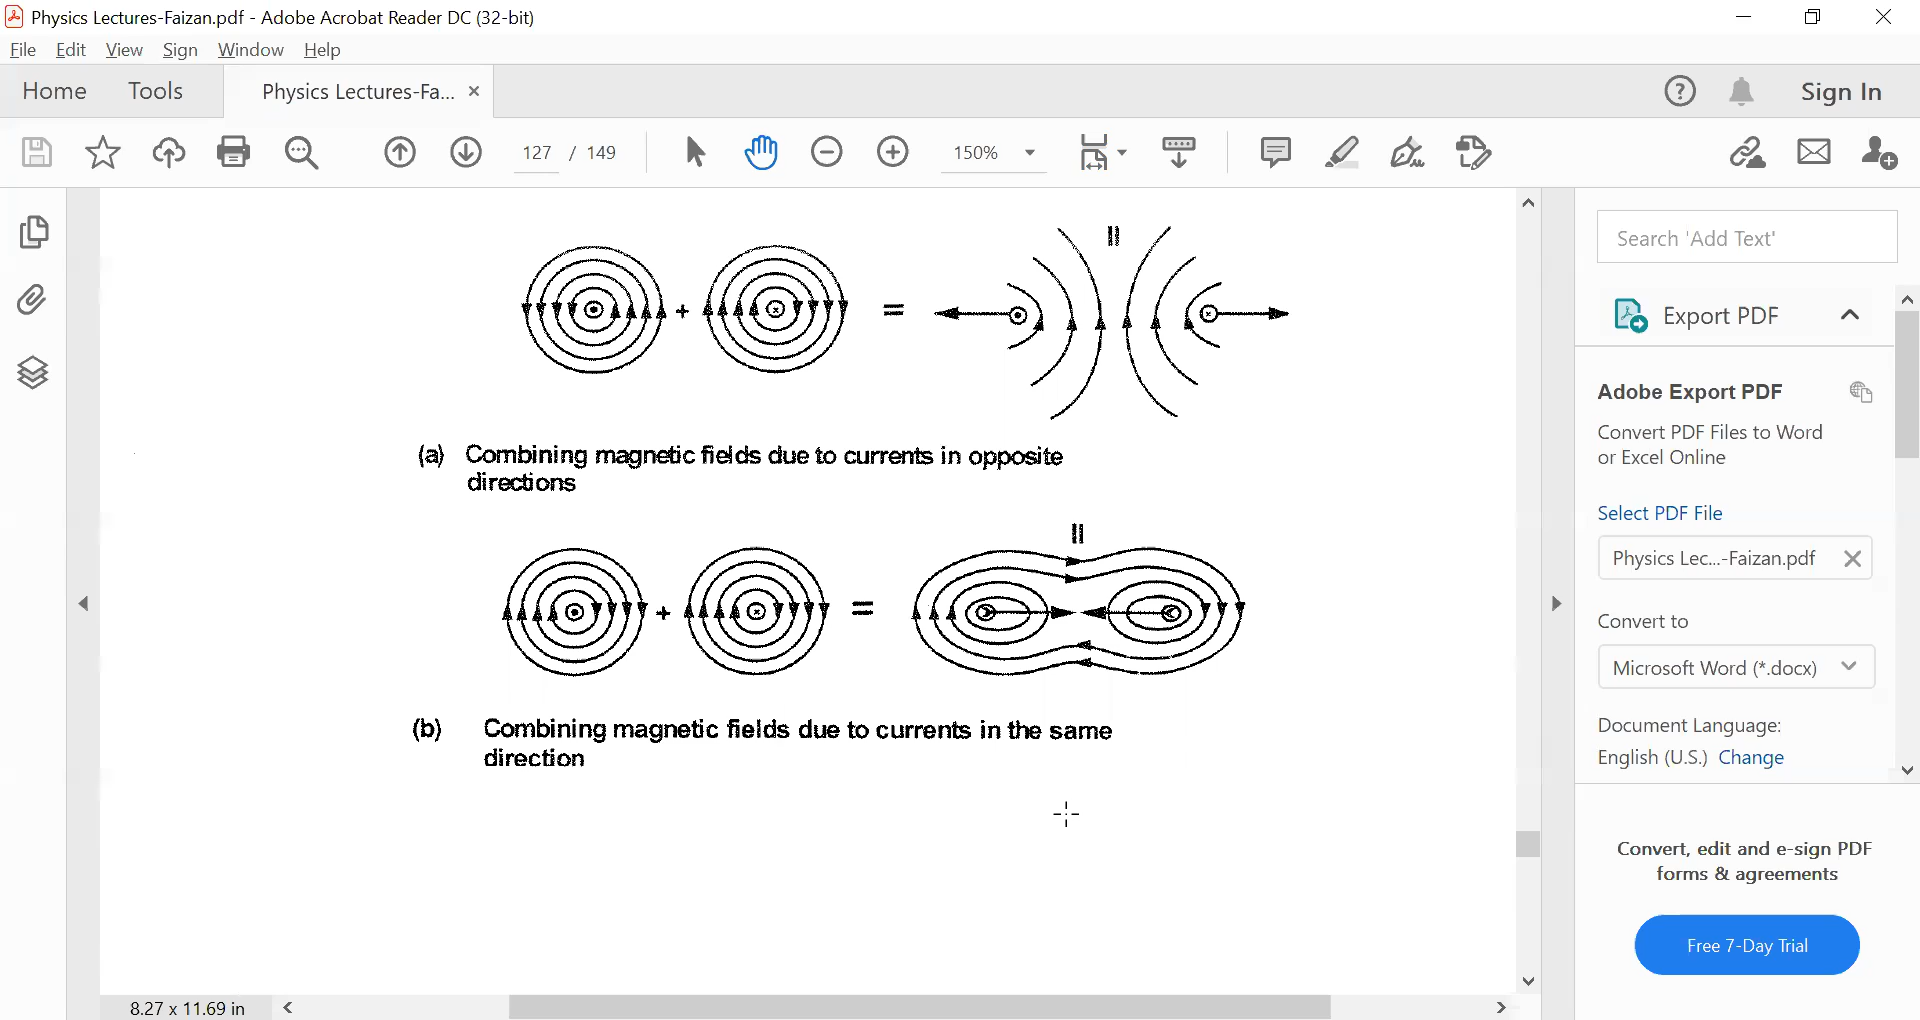 Physics Lectures-Faizan.pdf - Adobe Acrobat Reader DC (32-bit)
File Edit View Sign Window Help
Home Tools Physics Lectures-Fa... × Sign In
127 / 149 150%
Search 'Add Text'
Export PDF
Adobe Export PDF
Convert PDF Files to Word
or Excel Online
Select PDF File
Physics Lec...-Faizan.pdf
Convert to
Microsoft Word (*.docx)
Document Language:
English (U.S.) Change
Convert, edit and e-sign PDF
forms & agreements
Free 7-Day Trial
+ =
(a) Combining magnetic fields due to currents in opposite
directions
+ =
(b) Combining magnetic fields due to currents in the same
direction
8.27 x 11.69 in